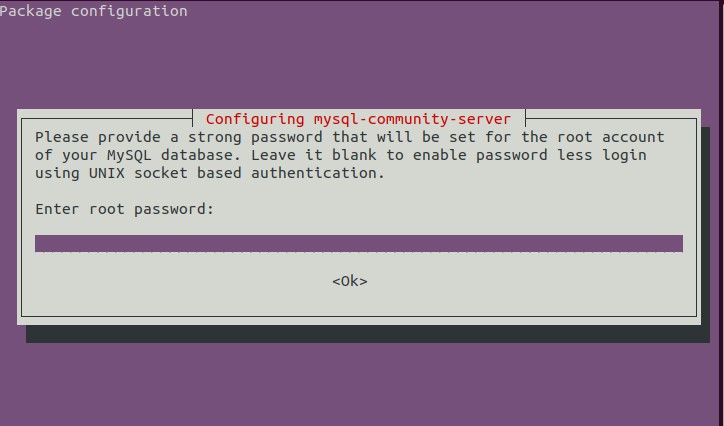 Package configuration
Configuring mysql-community-server
Please provide a strong password that will be set for the root account
of your MySQL database. Leave it blank to enable password less login
using UNIX socket based authentication.
Enter root password:
<Ok>